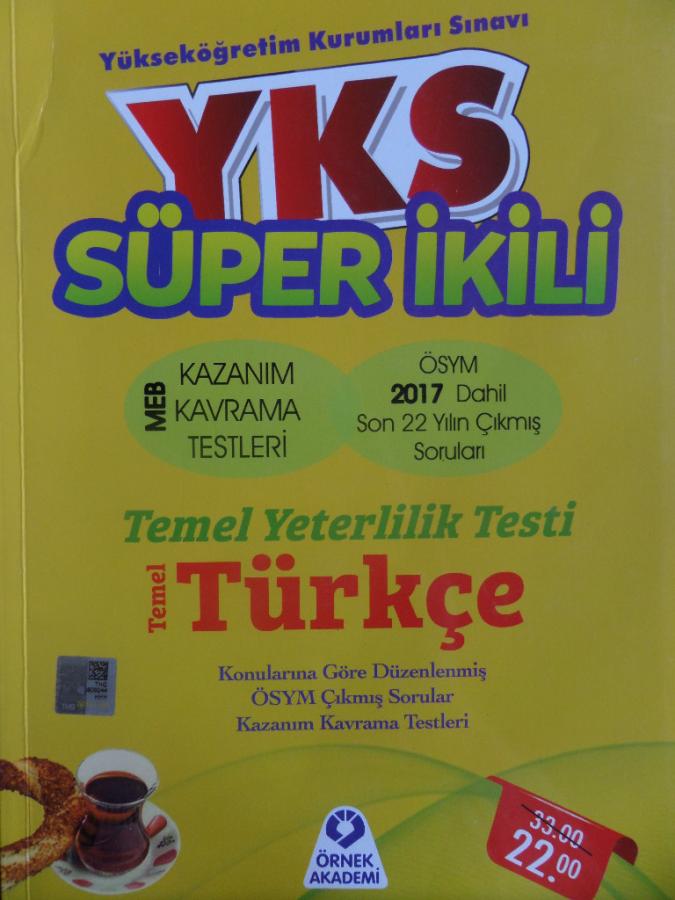 Yükseköğretim Kurumları Sınavı
YKS
SÜPER İKİLİ
MEB
KAZANIM
KAVRAMA
TESTLERİ
ÖSYM
2017 Dahil
Son 22 Yılın Çıkmış
Soruları
Temel Yeterlilik Testi
Temel
Türkçe
Konularına Göre Düzenlenmiş
ÖSYM Çıkmış Sorular
Kazanım Kavrama Testleri
33.00
22.00
ÖRNEK
AKADEMİ